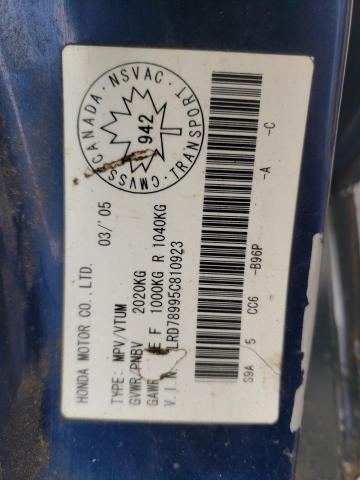 HONDA MOTOR CO., LTD. 03/'05
TYPE: MPV/VTUM
GVWR/PNBV 2020KG
GAWR E F 1000KG R 1040KG
V.I.N. LRD78995C810923
S9A 5 CC6 -B96P -A -C
CANADA · NSVAC · TRANSPORT · CMVSS
942